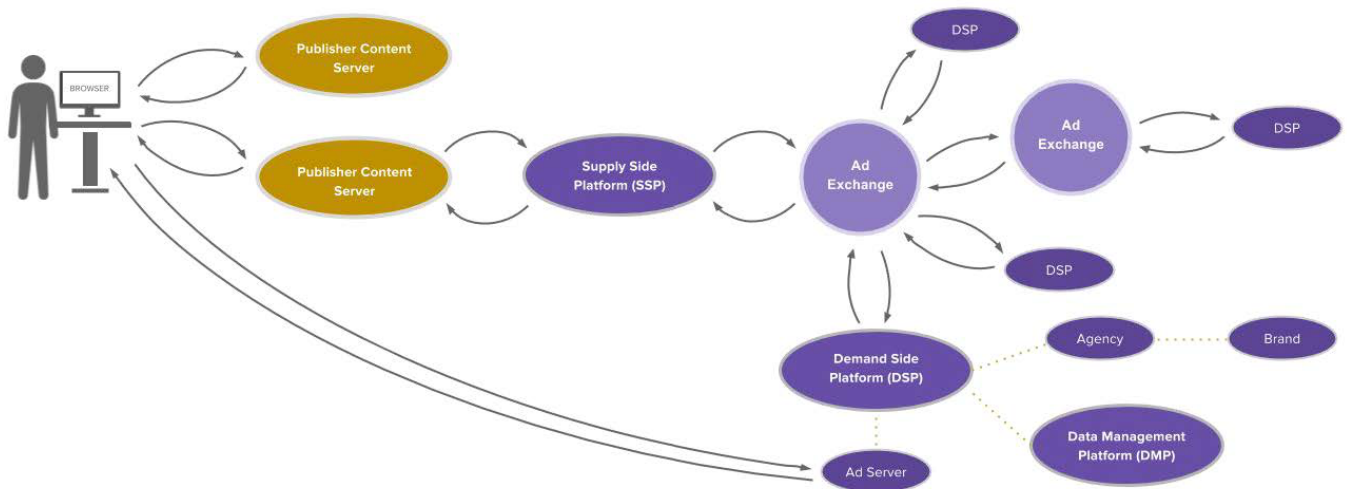 BROWSER
Publisher Content
Server
Publisher Content
Server
Supply Side
Platform (SSP)
Ad
Exchange
DSP
Ad
Exchange
DSP
DSP
Demand Side
Platform (DSP)
Agency
Brand
Data Management
Platform (DMP)
Ad Server